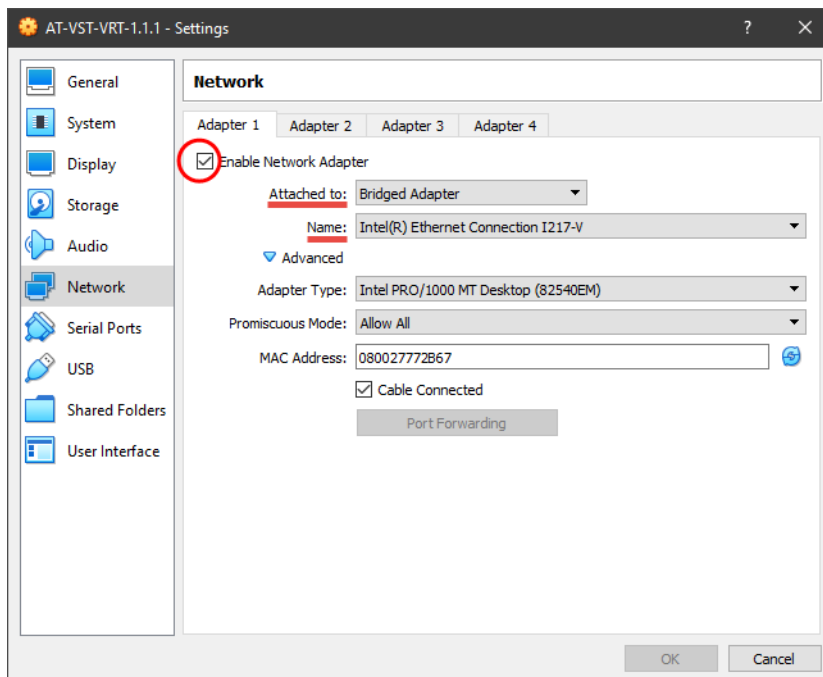 AT-VST-VRT-1.1.1 - Settings ? ×
General
System
Display
Storage
Audio
Network
Serial Ports
USB
Shared Folders
User Interface
Network
Adapter 1 Adapter 2 Adapter 3 Adapter 4
Enable Network Adapter
Attached to: Bridged Adapter
Name: Intel(R) Ethernet Connection I217-V
Advanced
Adapter Type: Intel PRO/1000 MT Desktop (82540EM)
Promiscuous Mode: Allow All
MAC Address: 080027772B67
Cable Connected
Port Forwarding
OK Cancel